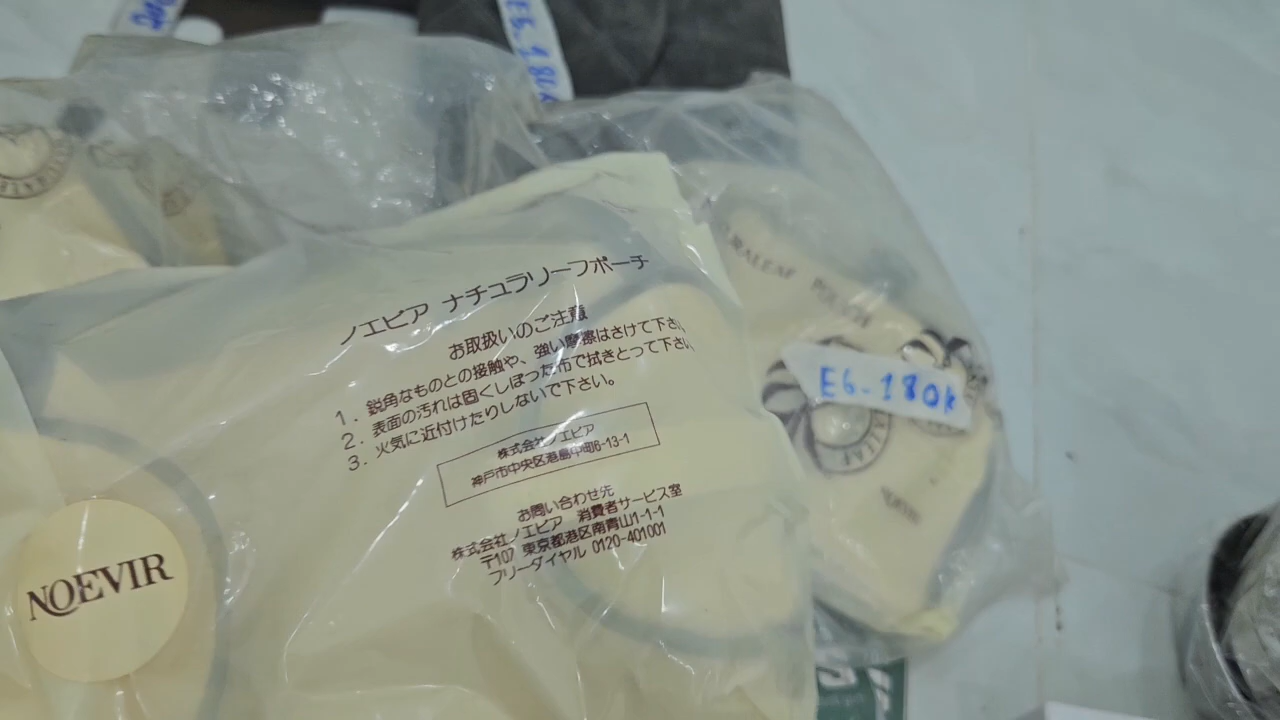 E6.180k
ノエビア ナチュラリーフポーチ
お取扱いのご注意
1. 鋭角なものとの接触や、強い摩擦はさけて下さい
2. 表面の汚れは固くしぼった布で拭きとって下さい
3. 火気に近付けたりしないで下さい。
株式会社ノエビア
神戸市中央区港島中町6-13-1
お問い合わせ先
株式会社ノエビア 消費者サービス室
〒107 東京都港区南青山1-1-1
フリーダイヤル 0120-401001
NOEVIR
RALEAF POUCH
E6-180k
NOEVIR